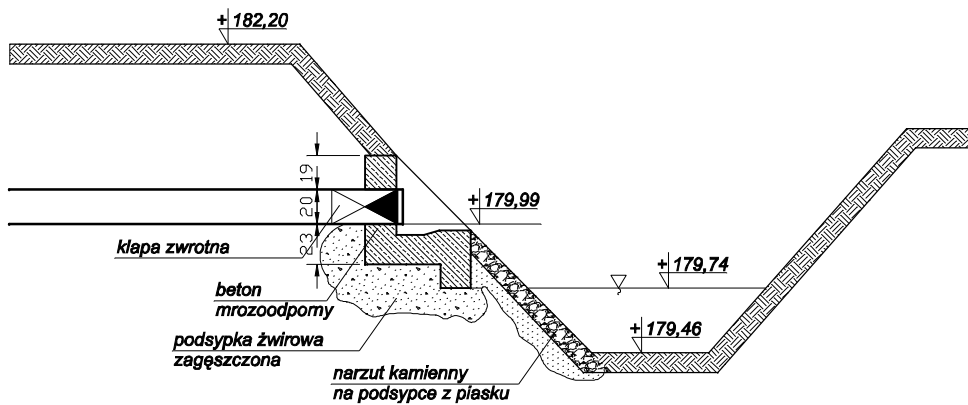 + 182,20
19
20
23
+ 179,99
klapa zwrotna
+ 179,74
beton
mrozoodporny
+ 179,46
podsypka żwirowa
zagęszczona
narzut kamienny
na podsypce z piasku